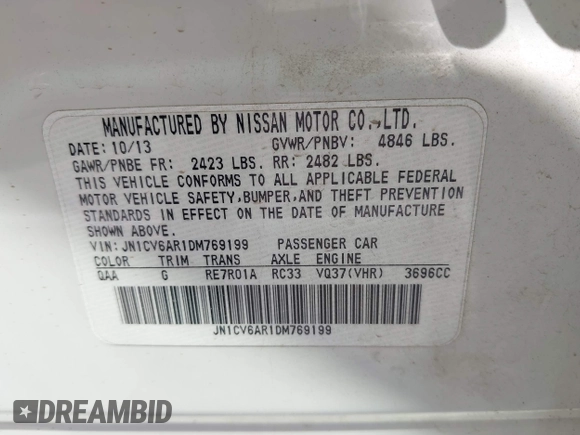 MANUFACTURED BY NISSAN MOTOR CO.,LTD.
DATE: 10/13 GVWR/PNBV: 4846 LBS.
GAWR/PNBE FR: 2423 LBS. RR: 2482 LBS.
THIS VEHICLE CONFORMS TO ALL APPLICABLE FEDERAL
MOTOR VEHICLE SAFETY,BUMPER,AND THEFT PREVENTION
STANDARDS IN EFFECT ON THE DATE OF MANUFACTURE
SHOWN ABOVE.
VIN: JN1CV6AR1DM769199 PASSENGER CAR
COLOR TRIM TRANS AXLE ENGINE
QAA G RE7R01A RC33 VQ37(VHR) 3696CC
JN1CV6AR1DM769199
DREAMBID